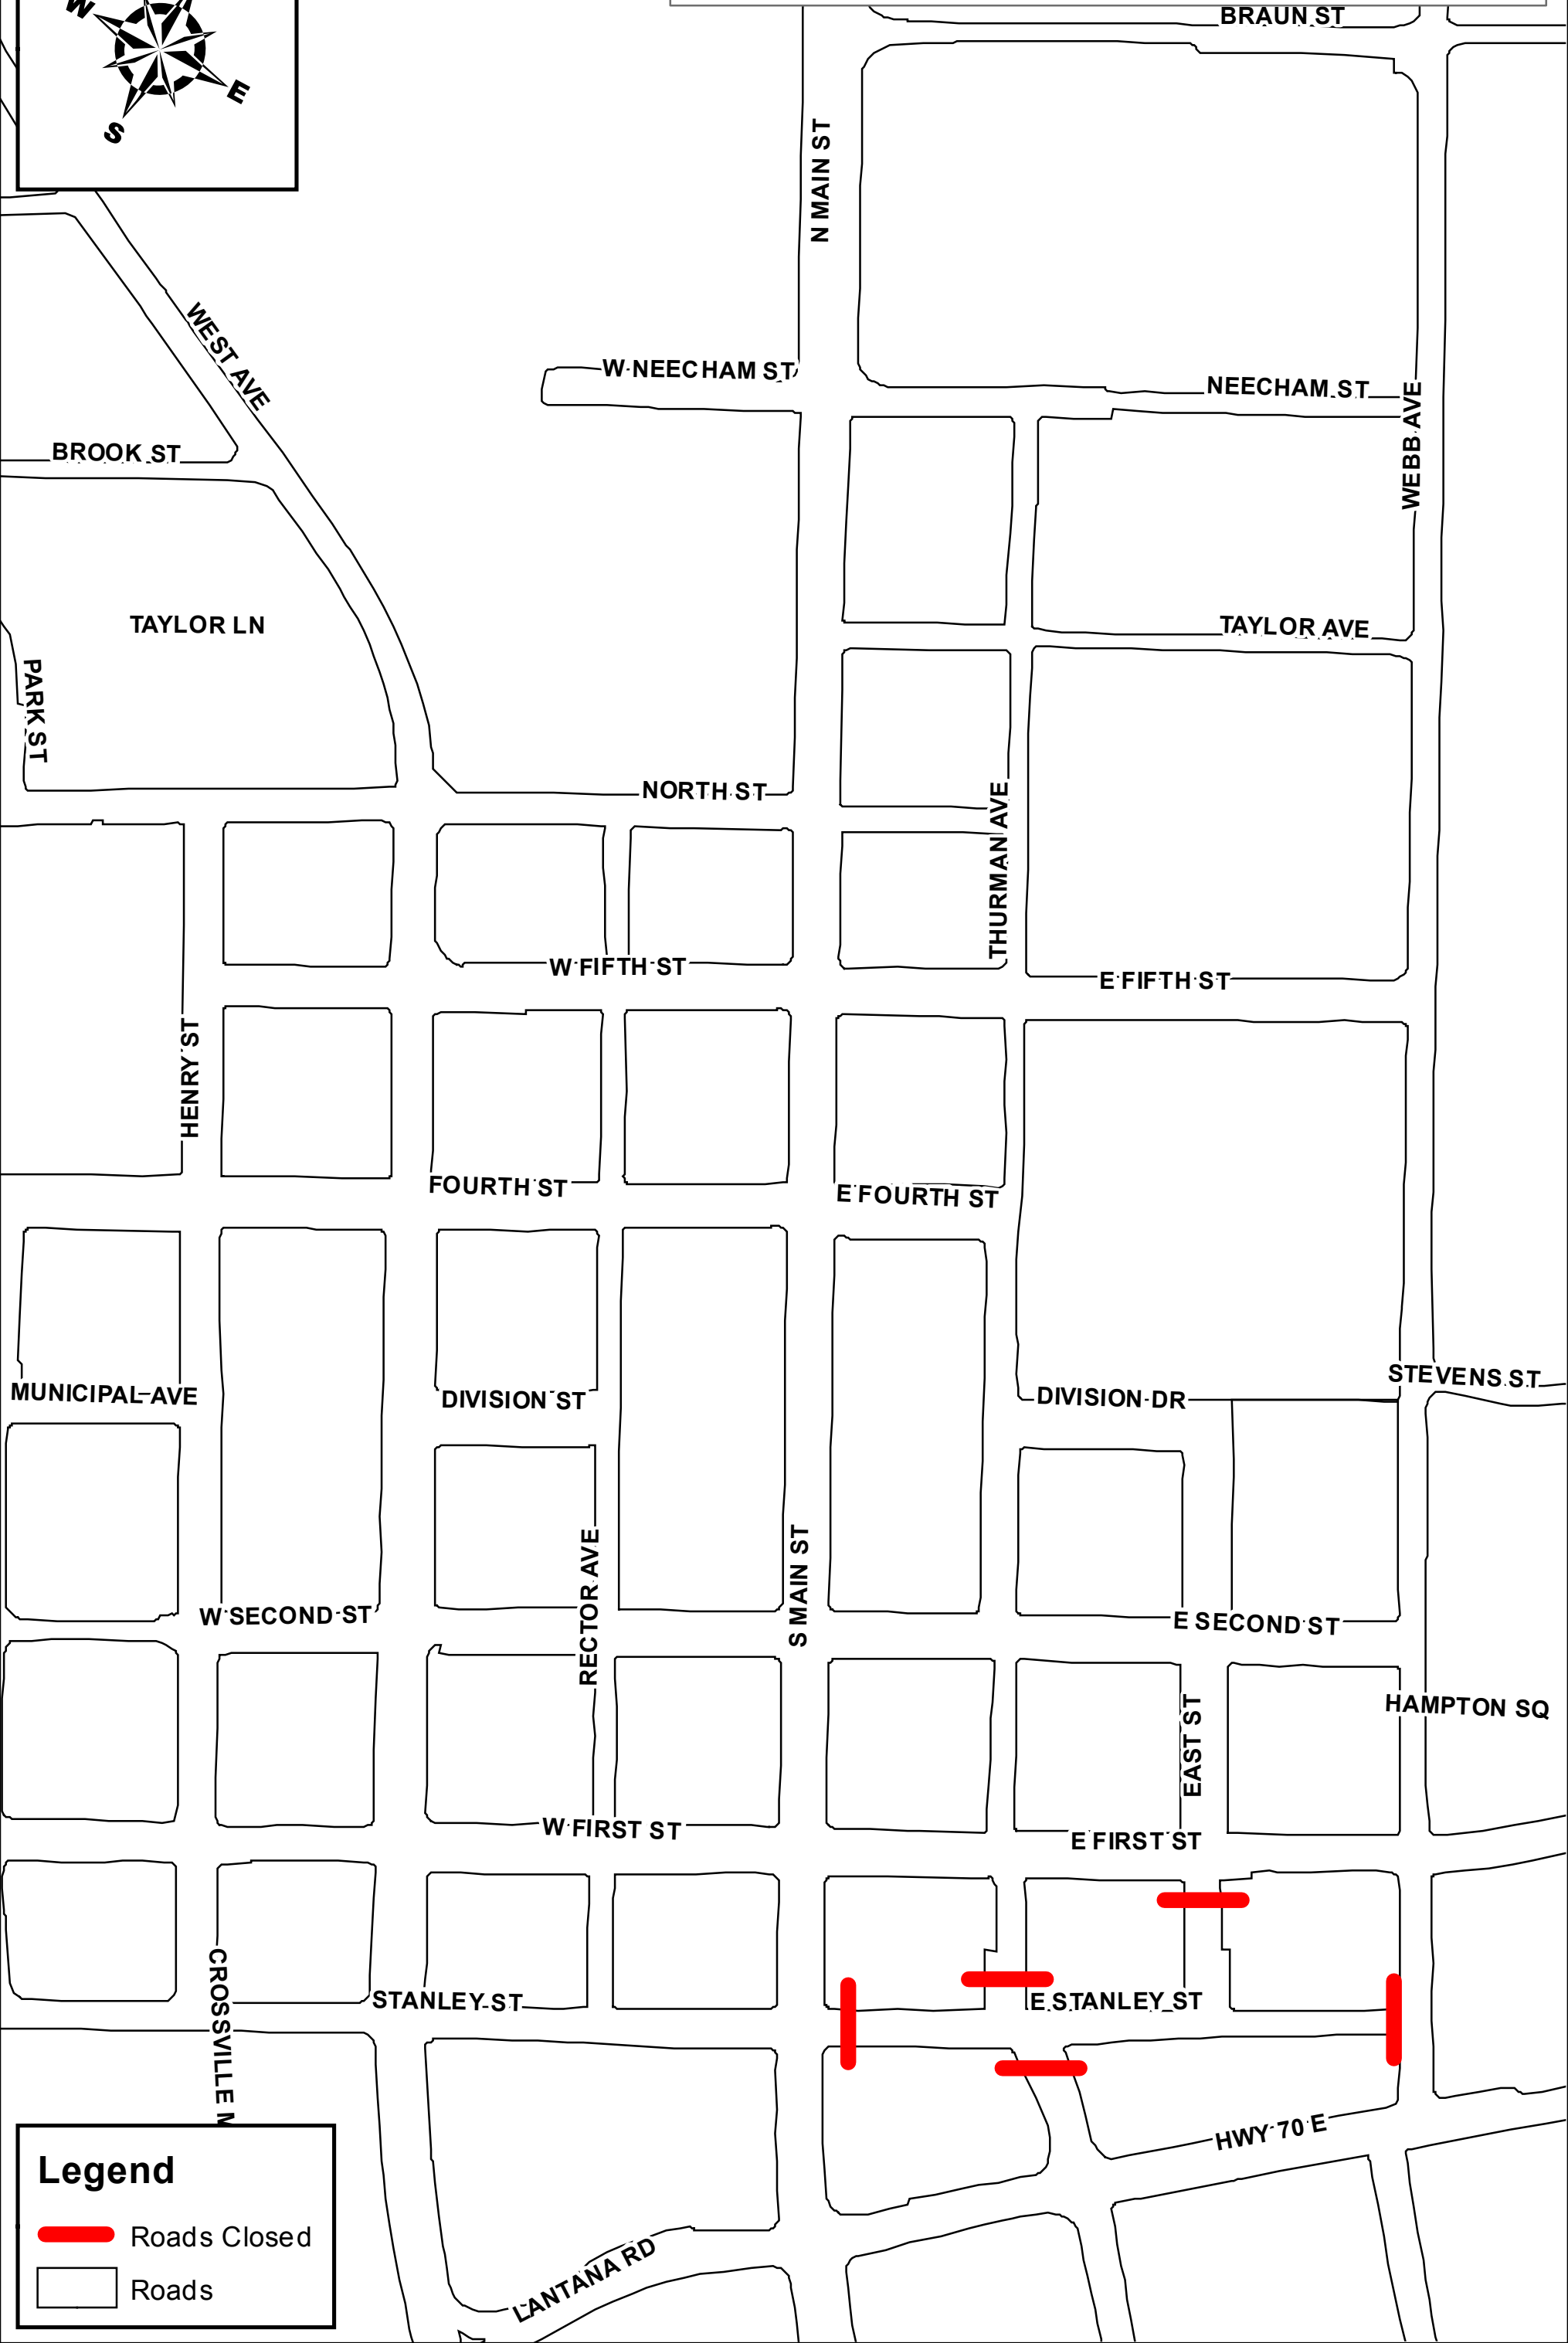 BRAUN ST
W
E
S
N MAIN ST
WEST AVE
W NEECHAM ST
NEECHAM ST
WEBB AVE
BROOK ST
TAYLOR LN
TAYLOR AVE
PARK ST
NORTH ST
THURMAN AVE
W FIFTH ST
E FIFTH ST
HENRY ST
FOURTH ST
E FOURTH ST
STEVENS ST
MUNICIPAL AVE
DIVISION ST
DIVISION DR
RECTOR AVE
S MAIN ST
W SECOND ST
E SECOND ST
EAST ST
HAMPTON SQ
W FIRST ST
E FIRST ST
CROSSVILLE M
STANLEY ST
E STANLEY ST
HWY 70 E
LANTANA RD
Legend
Roads Closed
Roads